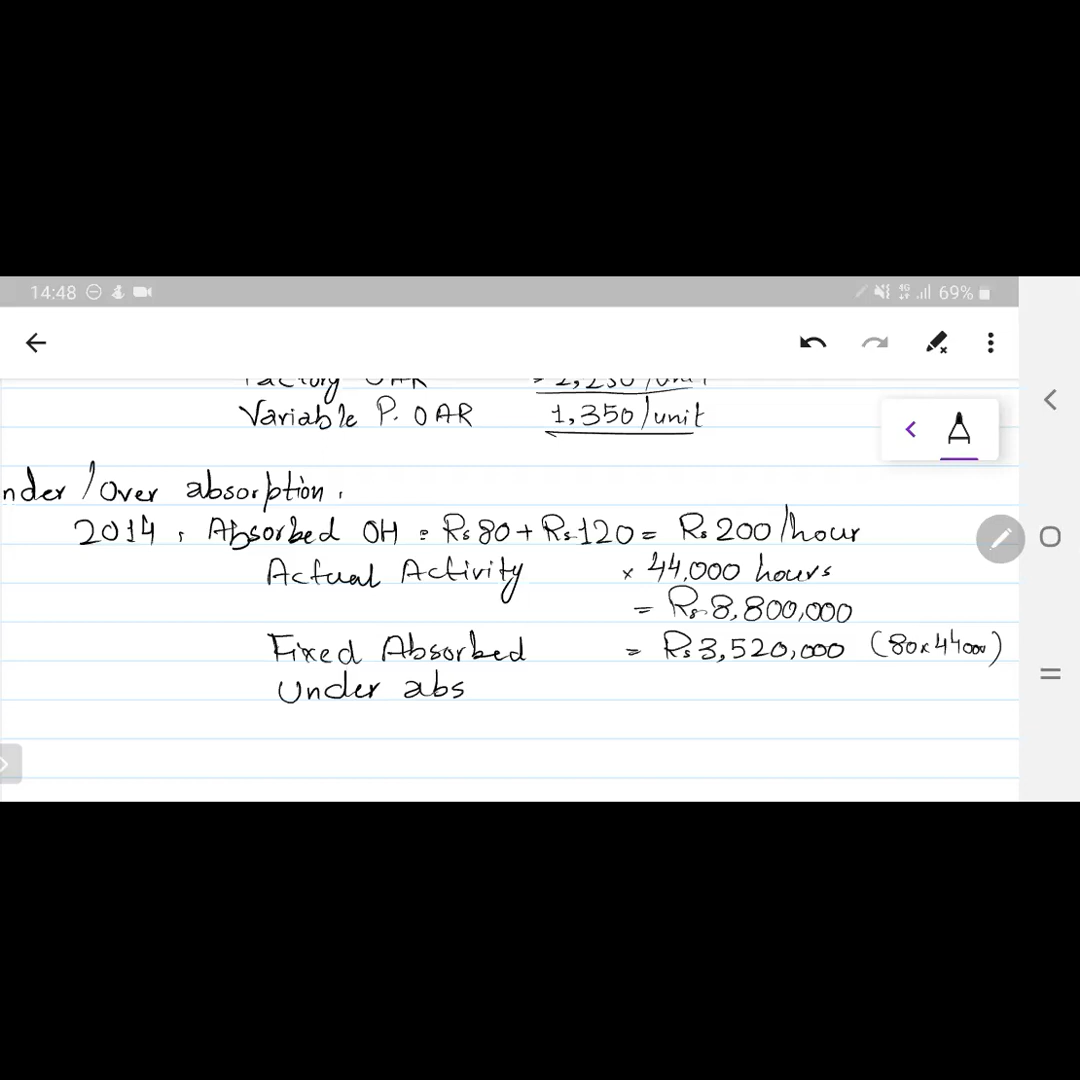 14:48 4G 69%
Variable P. OAR 1,350/unit
nder / Over absorption.
2014, Absorbed OH = Rs 80 + Rs. 120 = Rs 200/hour
Actual Activity × 44,000 hours
= Rs. 8,800,000
Fixed Absorbed = Rs 3,520,000 (80x44000)
Under abs